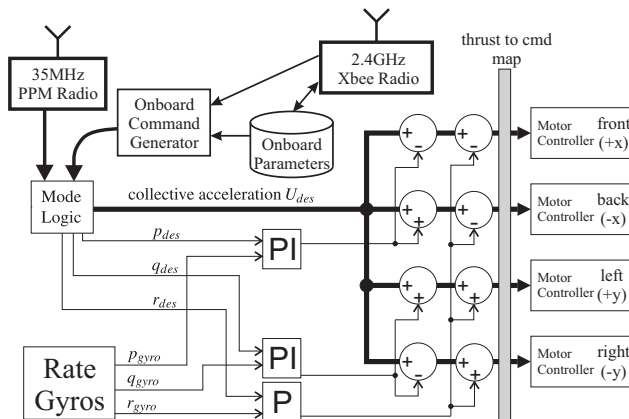 thrust to cmd
map
35MHz
PPM Radio
2.4GHz
Xbee Radio
Onboard
Command
Generator
Onboard
Parameters
Mode
Logic
collective acceleration U_des
p_des
q_des
r_des
PI
PI
P
Rate
Gyros
p_gyro
q_gyro
r_gyro
+
-
+
-
+
+
+
+
+
+
+
+
+
-
+
+
Motor
Controller
front
(+x)
Motor
Controller
back
(-x)
Motor
Controller
left
(+y)
Motor
Controller
right
(-y)